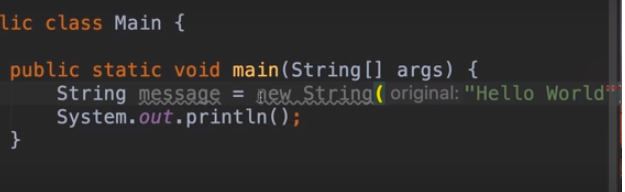 lic class Main {
public static void main(String[] args) {
String message = new String( original: "Hello World"
System.out.println();
}